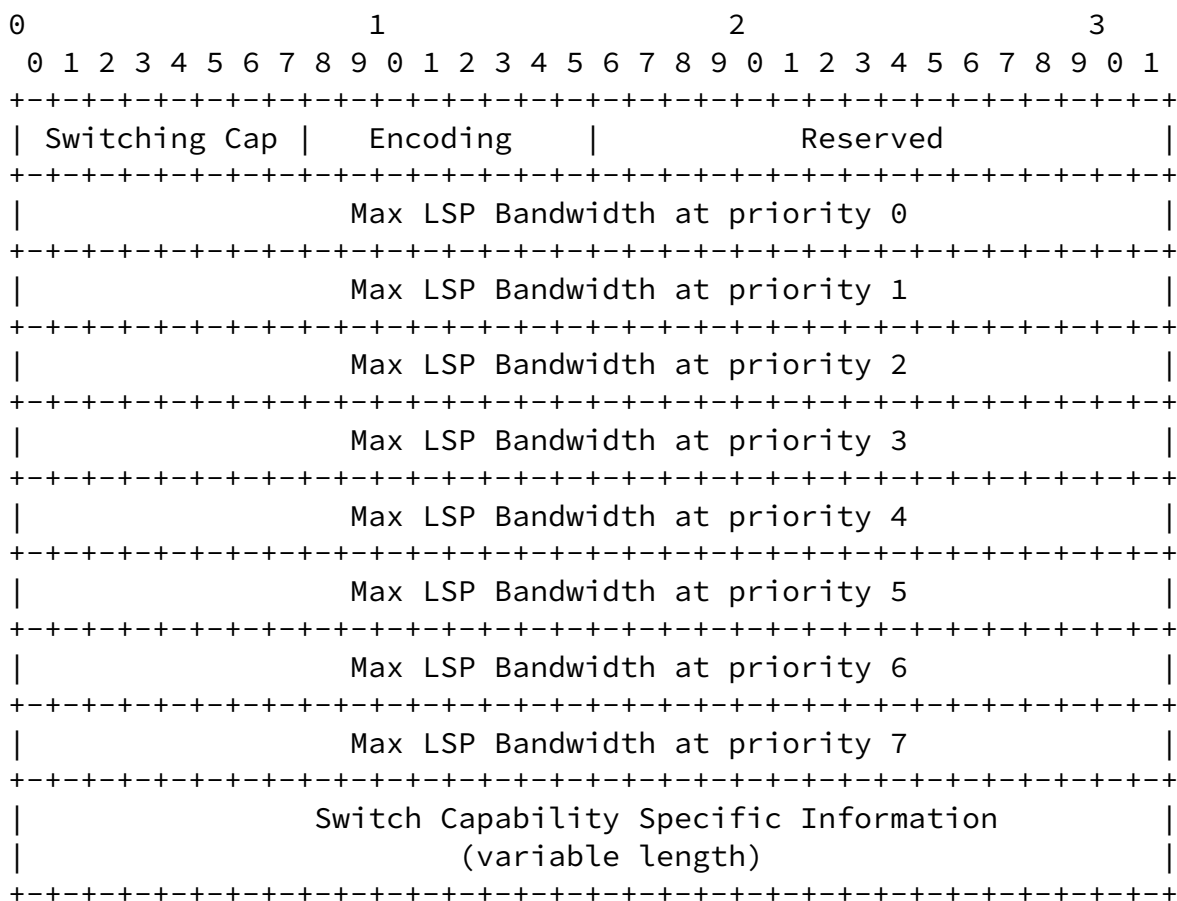 0                   1                   2                   3
 0 1 2 3 4 5 6 7 8 9 0 1 2 3 4 5 6 7 8 9 0 1 2 3 4 5 6 7 8 9 0 1
+-+-+-+-+-+-+-+-+-+-+-+-+-+-+-+-+-+-+-+-+-+-+-+-+-+-+-+-+-+-+-+-+
| Switching Cap |   Encoding    |           Reserved            |
+-+-+-+-+-+-+-+-+-+-+-+-+-+-+-+-+-+-+-+-+-+-+-+-+-+-+-+-+-+-+-+-+
|                  Max LSP Bandwidth at priority 0              |
+-+-+-+-+-+-+-+-+-+-+-+-+-+-+-+-+-+-+-+-+-+-+-+-+-+-+-+-+-+-+-+-+
|                  Max LSP Bandwidth at priority 1              |
+-+-+-+-+-+-+-+-+-+-+-+-+-+-+-+-+-+-+-+-+-+-+-+-+-+-+-+-+-+-+-+-+
|                  Max LSP Bandwidth at priority 2              |
+-+-+-+-+-+-+-+-+-+-+-+-+-+-+-+-+-+-+-+-+-+-+-+-+-+-+-+-+-+-+-+-+
|                  Max LSP Bandwidth at priority 3              |
+-+-+-+-+-+-+-+-+-+-+-+-+-+-+-+-+-+-+-+-+-+-+-+-+-+-+-+-+-+-+-+-+
|                  Max LSP Bandwidth at priority 4              |
+-+-+-+-+-+-+-+-+-+-+-+-+-+-+-+-+-+-+-+-+-+-+-+-+-+-+-+-+-+-+-+-+
|                  Max LSP Bandwidth at priority 5              |
+-+-+-+-+-+-+-+-+-+-+-+-+-+-+-+-+-+-+-+-+-+-+-+-+-+-+-+-+-+-+-+-+
|                  Max LSP Bandwidth at priority 6              |
+-+-+-+-+-+-+-+-+-+-+-+-+-+-+-+-+-+-+-+-+-+-+-+-+-+-+-+-+-+-+-+-+
|                  Max LSP Bandwidth at priority 7              |
+-+-+-+-+-+-+-+-+-+-+-+-+-+-+-+-+-+-+-+-+-+-+-+-+-+-+-+-+-+-+-+-+
|                Switch Capability Specific Information         |
|                        (variable length)                      |
+-+-+-+-+-+-+-+-+-+-+-+-+-+-+-+-+-+-+-+-+-+-+-+-+-+-+-+-+-+-+-+-+